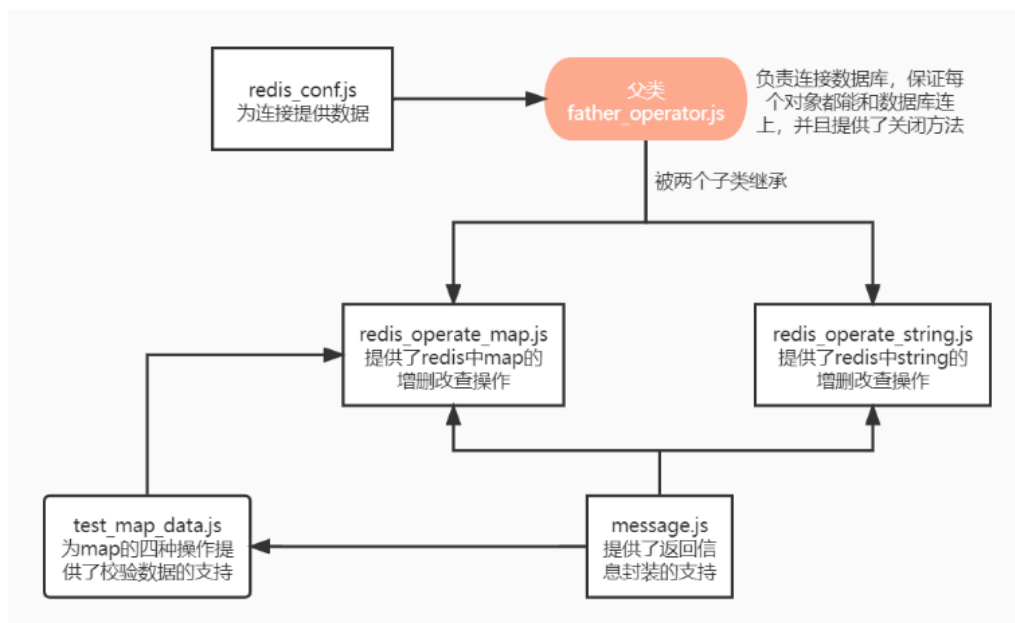 redis_conf.js
为连接提供数据
父类
father_operator.js
负责连接数据库，保证每
个对象都能和数据库连
上，并且提供了关闭方法
被两个子类继承
redis_operate_map.js
提供了redis中map的
增删改查操作
redis_operate_string.js
提供了redis中string的
增删改查操作
test_map_data.js
为map的四种操作提
供了校验数据的支持
message.js
提供了返回信
息封装的支持